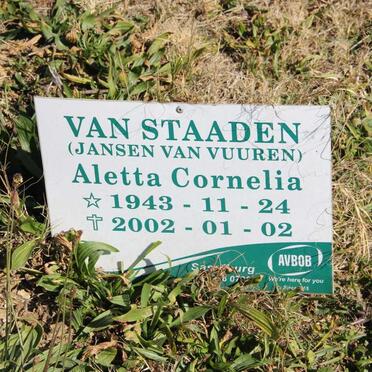 VAN STAADEN
(JANSEN VAN VUUREN)
Aletta Cornelia
☆ 1943 - 11 - 24
✝ 2002 - 01 - 02
AVBOB
We're here for you